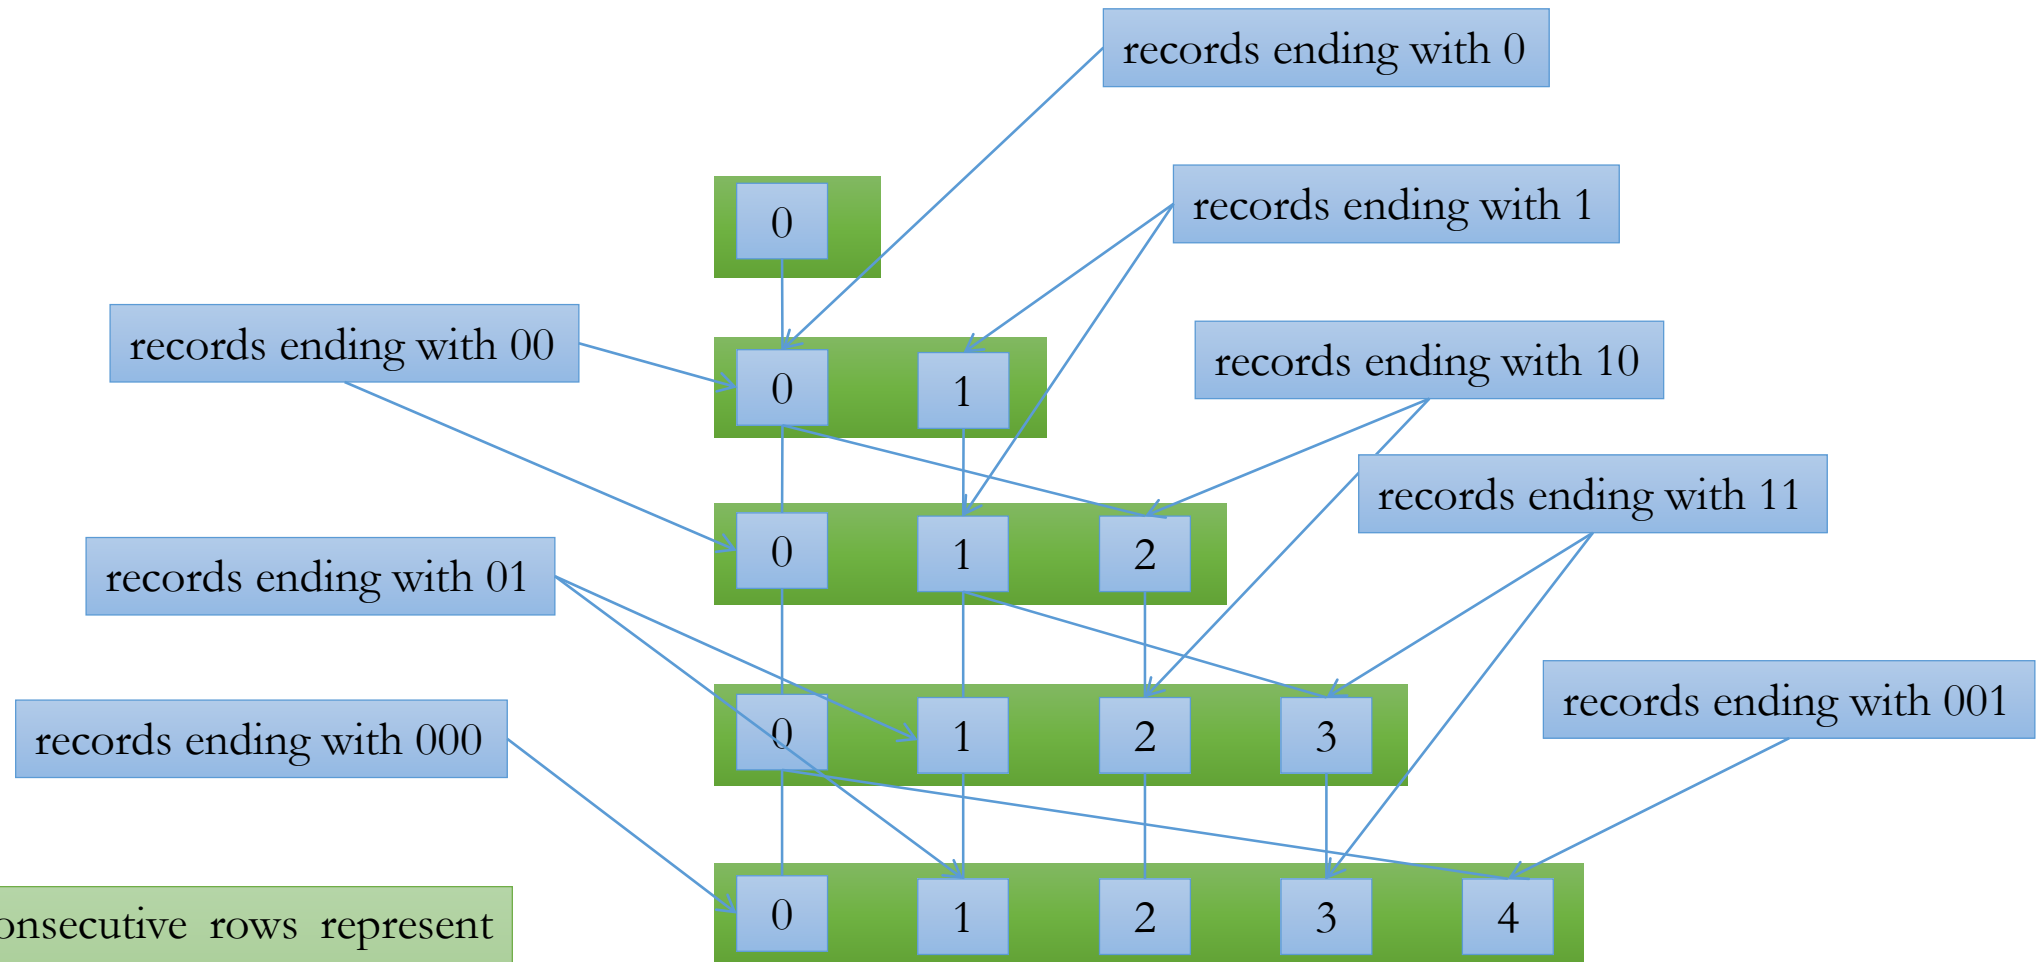 records ending with 0
0
records ending with 1
records ending with 00
0 1
records ending with 10
records ending with 11
0 1 2
records ending with 01
records ending with 000
0 1 2 3
records ending with 001
0 1 2 3 4
rows represent